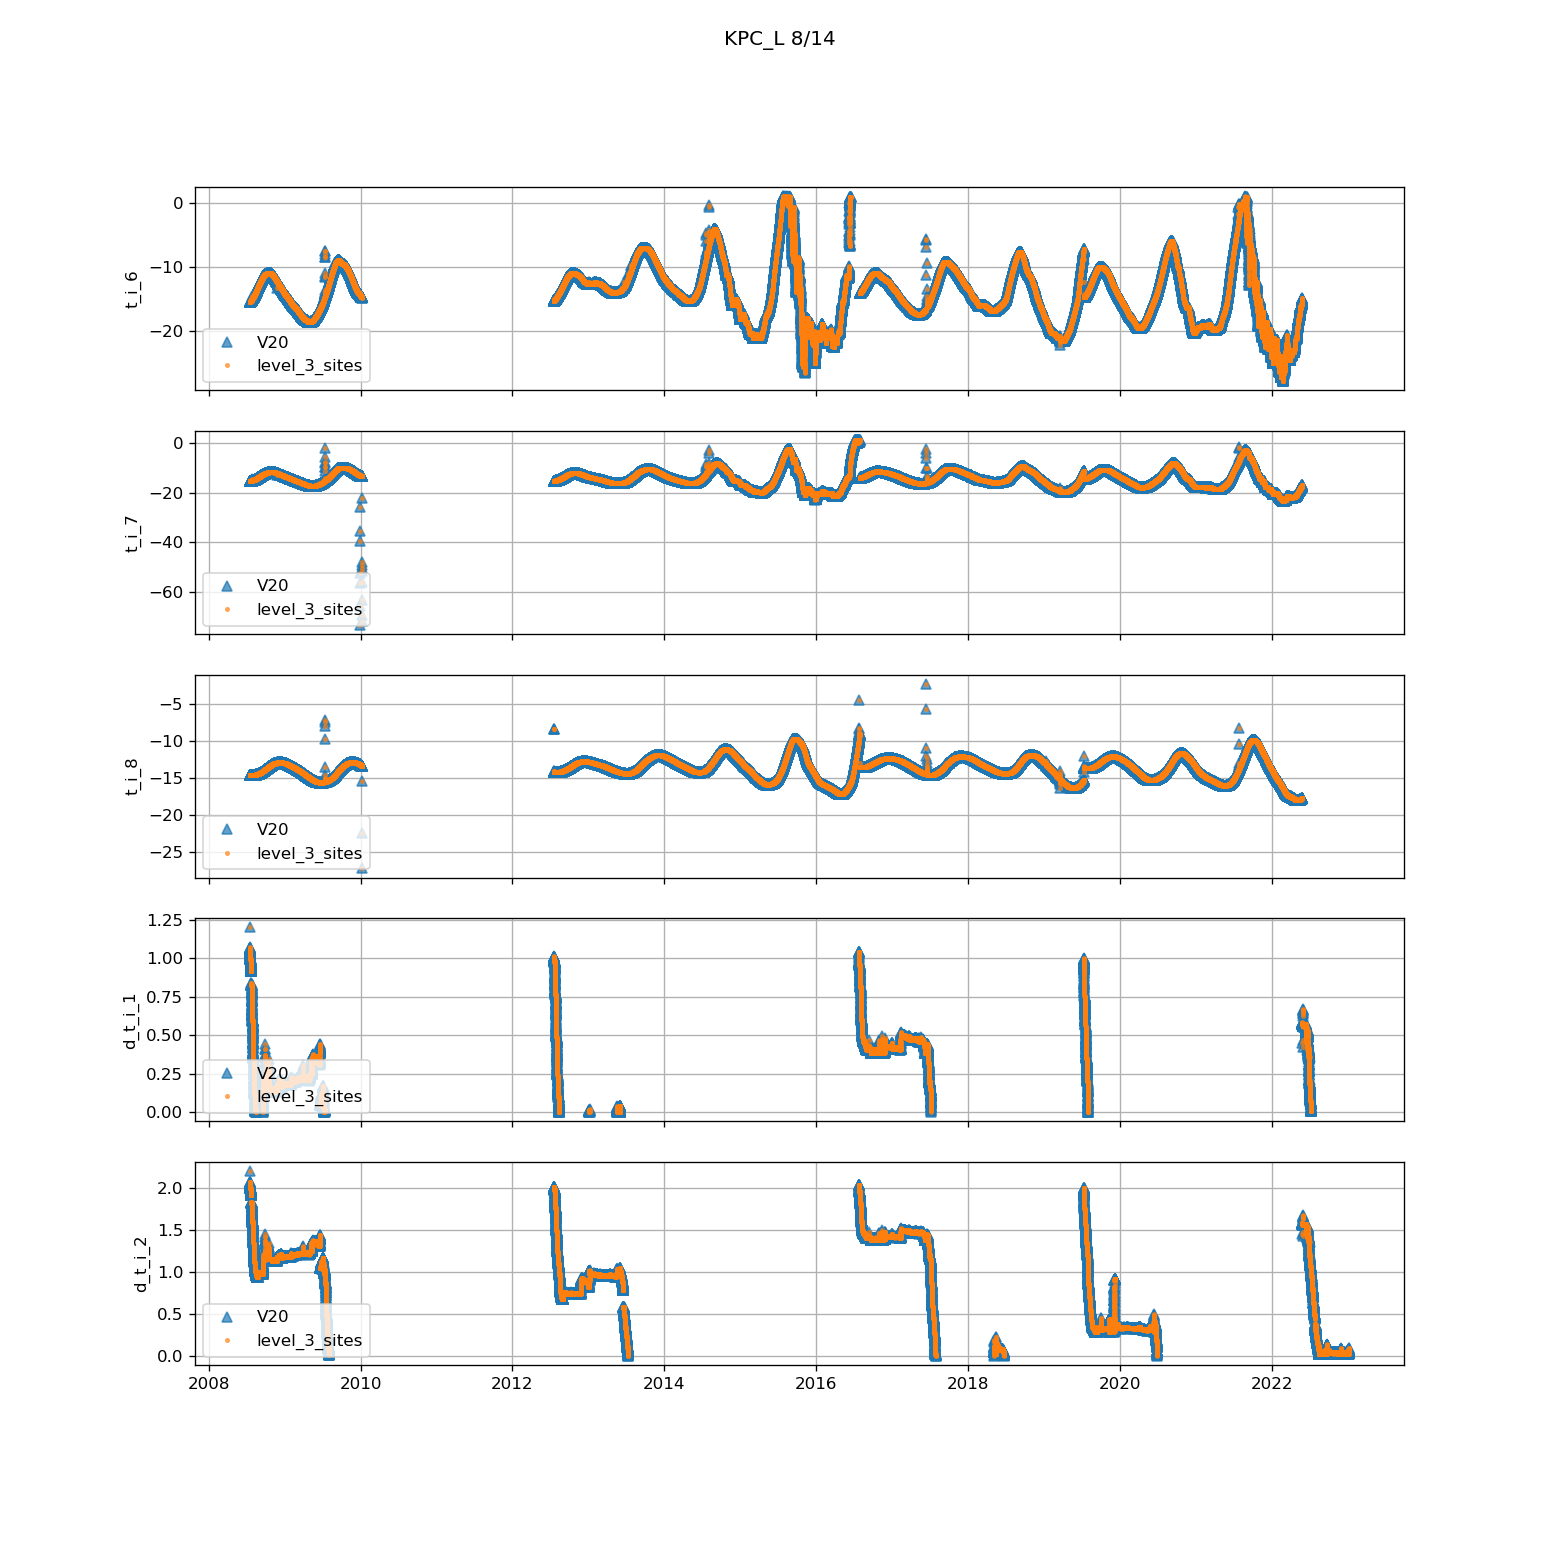 KPC_L 8/14
0
−10
−20
t_i_6
V20
level_3_sites
0
−20
−40
−60
t_i_7
V20
level_3_sites
−5
−10
−15
−20
−25
t_i_8
V20
level_3_sites
1.25
1.00
0.75
0.50
0.25
0.00
d_t_i_1
V20
level_3_sites
2.0
1.5
1.0
0.5
0.0
d_t_i_2
V20
level_3_sites
2008 2010 2012 2014 2016 2018 2020 2022